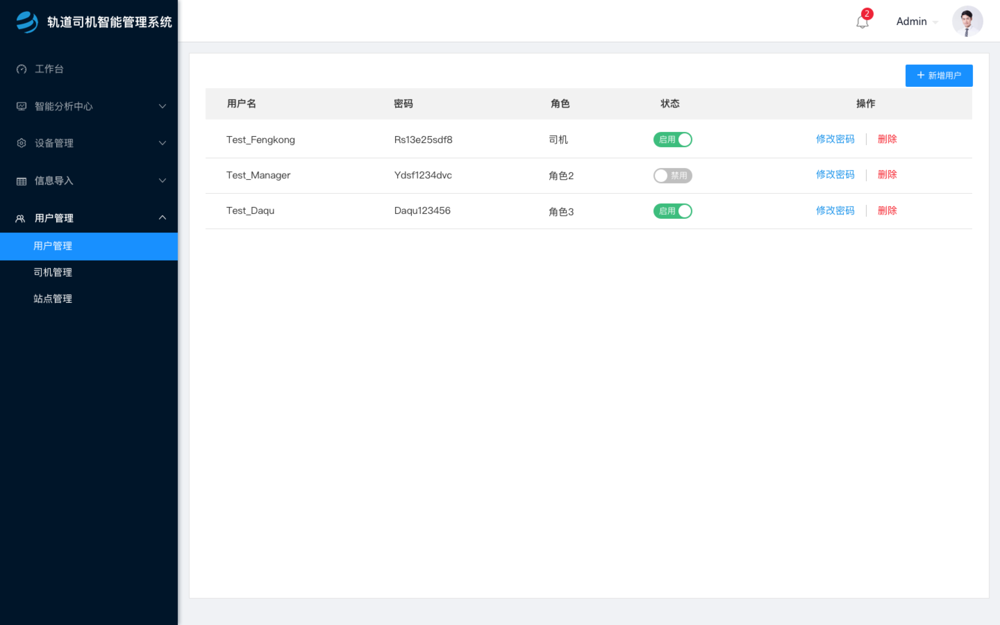 轨道司机智能管理系统
2
Admin
工作台
智能分析中心
设备管理
信息导入
用户管理
用户管理
司机管理
站点管理
+ 新增用户
用户名 密码 角色 状态 操作
Test_Fengkong Rs13e25sdf8 司机 启用 修改密码 | 删除
Test_Manager Ydsf1234dvc 角色2 禁用 修改密码 | 删除
Test_Daqu Daqu123456 角色3 启用 修改密码 | 删除